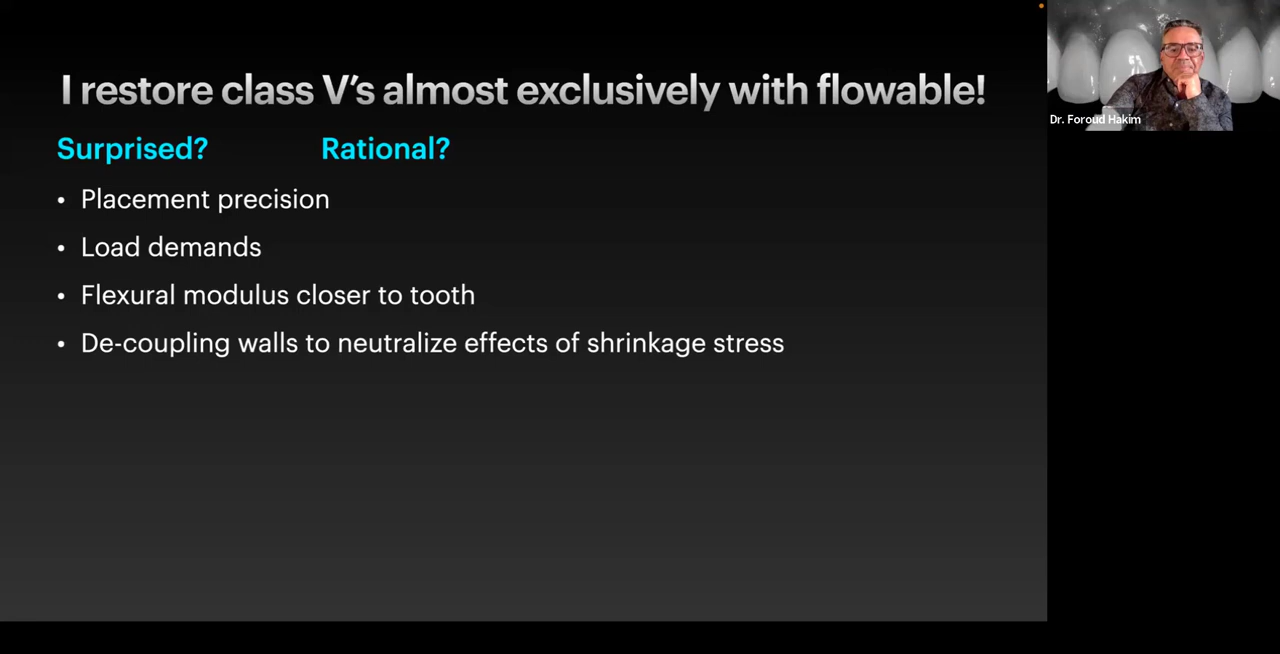 I restore class V's almost exclusively with flowable!
Surprised? Rational?
• Placement precision
• Load demands
• Flexural modulus closer to tooth
• De-coupling walls to neutralize effects of shrinkage stress
Dr. Foroud Hakim